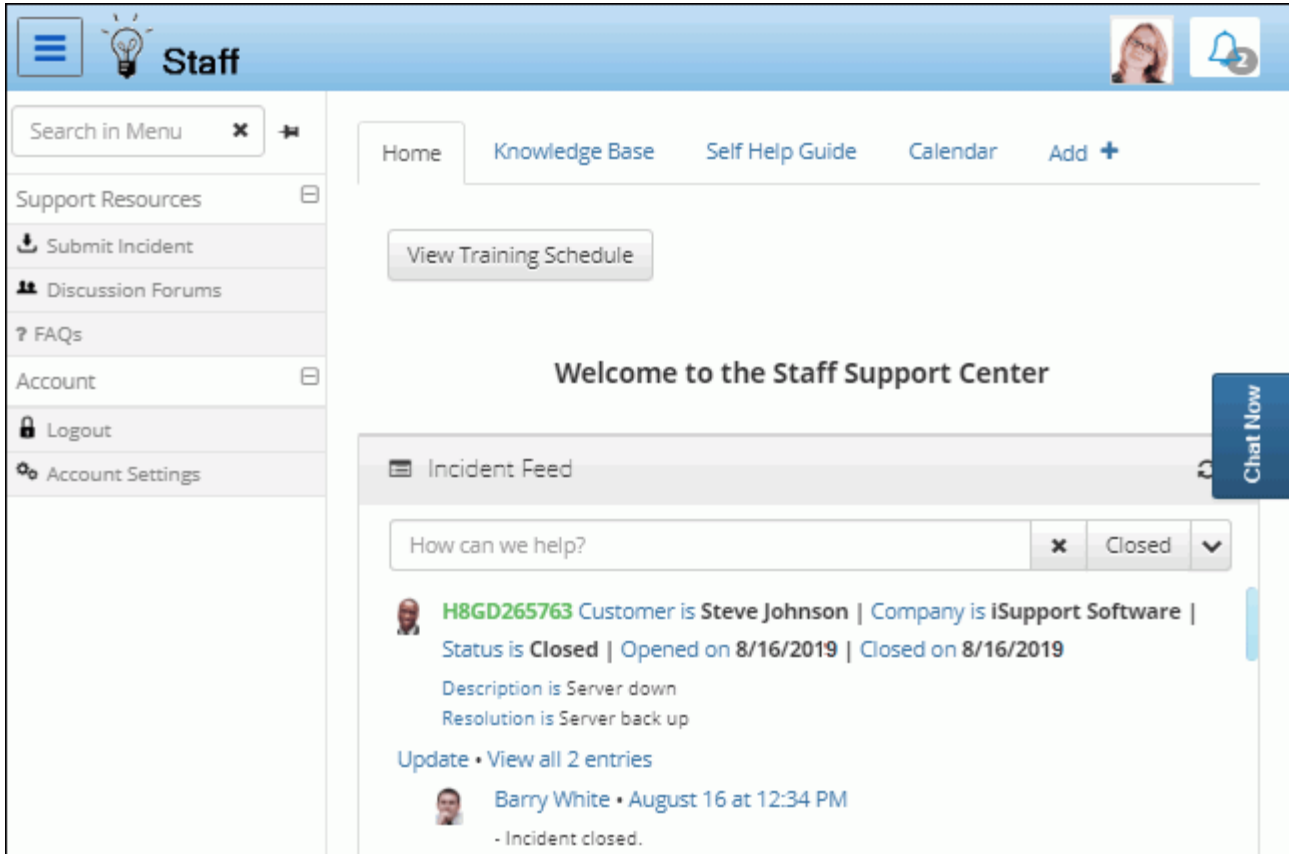 Staff
2
Search in Menu
Support Resources
Submit Incident
Discussion Forums
? FAQs
Account
Logout
Account Settings
Home Knowledge Base Self Help Guide Calendar Add +
View Training Schedule
Welcome to the Staff Support Center
Chat Now
Incident Feed
How can we help? Closed
H8GD265763 Customer is Steve Johnson | Company is iSupport Software |
Status is Closed | Opened on 8/16/2019 | Closed on 8/16/2019
Description is Server down
Resolution is Server back up
Update • View all 2 entries
Barry White • August 16 at 12:34 PM
- Incident closed.